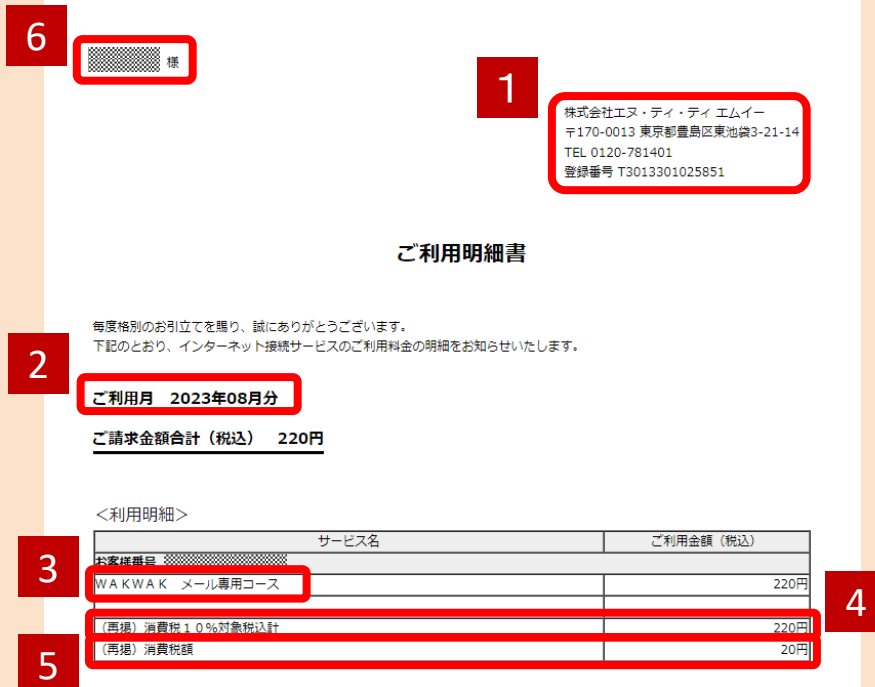 6
様
1
株式会社エヌ・ティ・ティ エムイー
〒170-0013 東京都豊島区東池袋3-21-14
TEL 0120-781401
登録番号 T3013301025851
ご利用明細書
毎度格別のお引立てを賜り、誠にありがとうございます。
下記のとおり、インターネット接続サービスのご利用料金の明細をお知らせいたします。
2
ご利用月　2023年08月分
ご請求金額合計（税込）　220円
＜利用明細＞
サービス名 ご利用金額（税込）
お客様番号
3
ＷＡＫＷＡＫ　メール専用コース 220円
4
（再掲）消費税１０％対象税込計 220円
5
（再掲）消費税額 20円